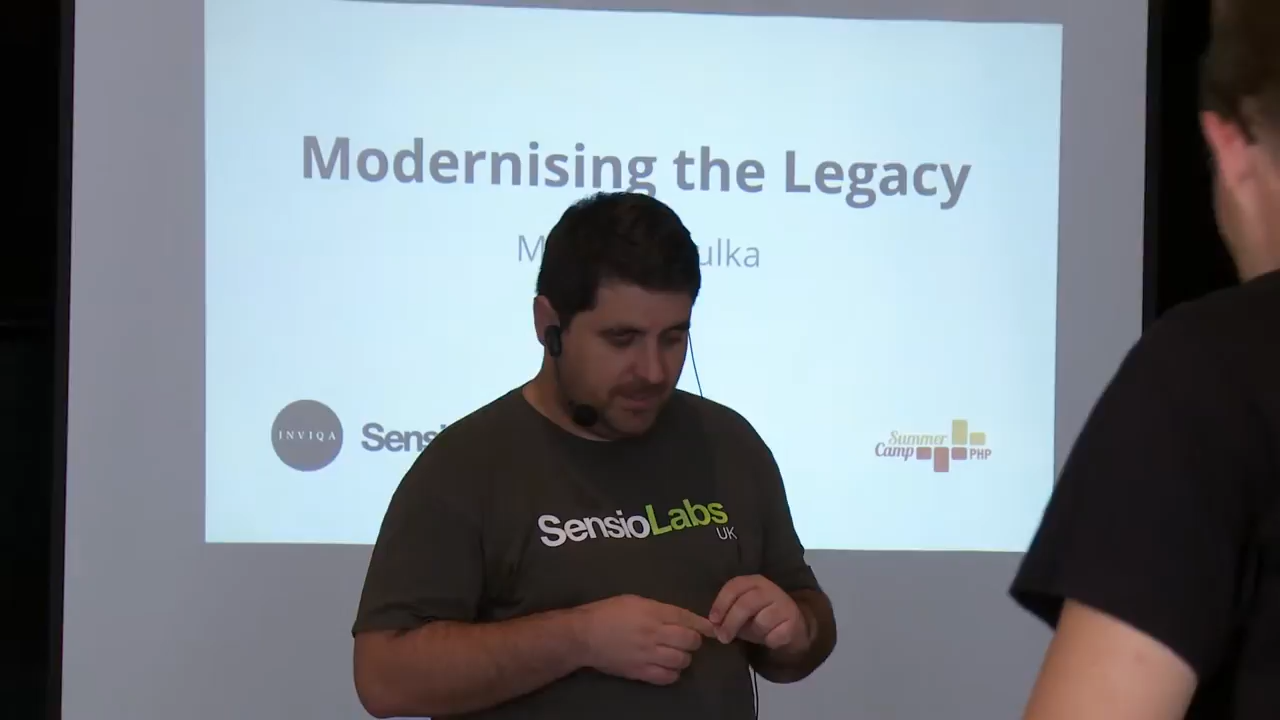 Modernising the Legacy
INVIQA
Summer
Camp PHP
SensioLabs
UK